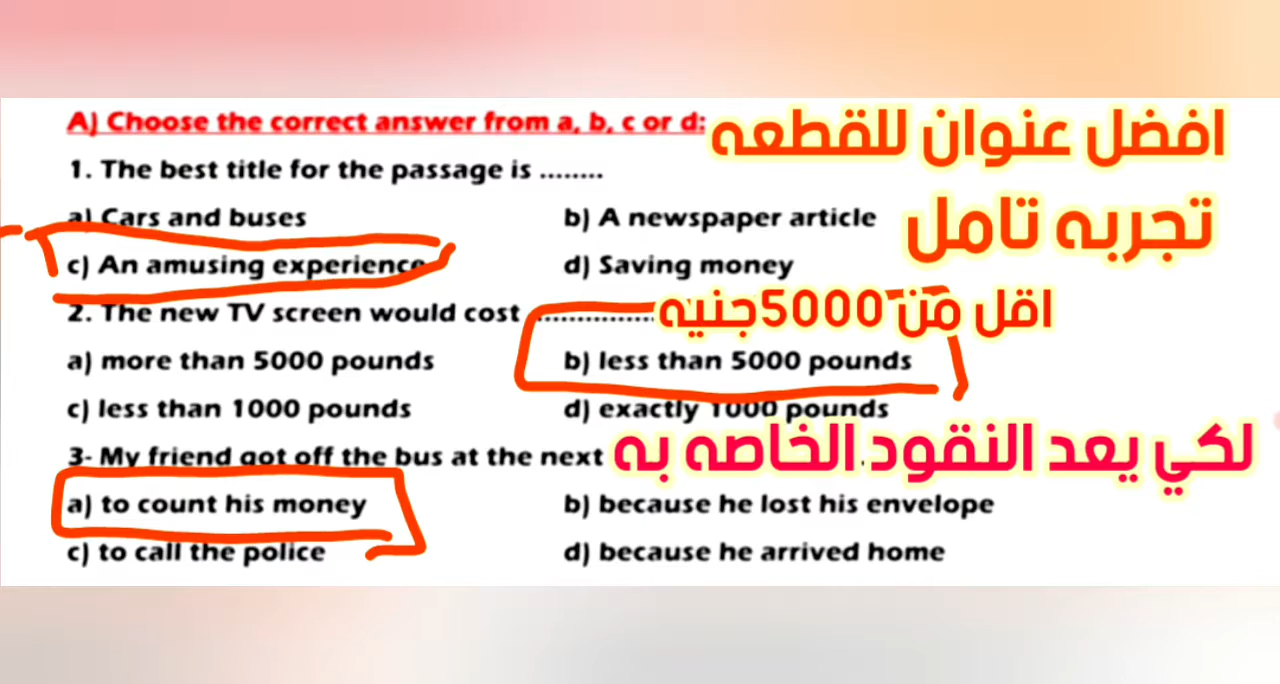 A) Choose the correct answer from a, b, c or d: افضل عنوان للقطعه
1. The best title for the passage is ........
a) Cars and buses b) A newspaper article تجربه تامل
c) An amusing experience d) Saving money
2. The new TV screen would cost ............... اقل من 5000جنيه
a) more than 5000 pounds b) less than 5000 pounds
c) less than 1000 pounds d) exactly 1000 pounds
3- My friend got off the bus at the next لكي يعد النقود الخاصه به
a) to count his money b) because he lost his envelope
c) to call the police d) because he arrived home